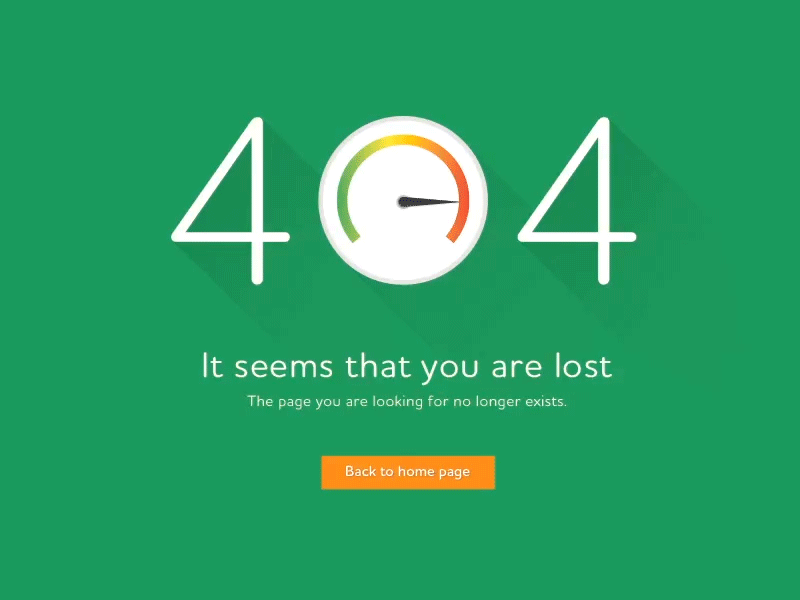 404
It seems that you are lost
The page you are looking for no longer exists.
Back to home page